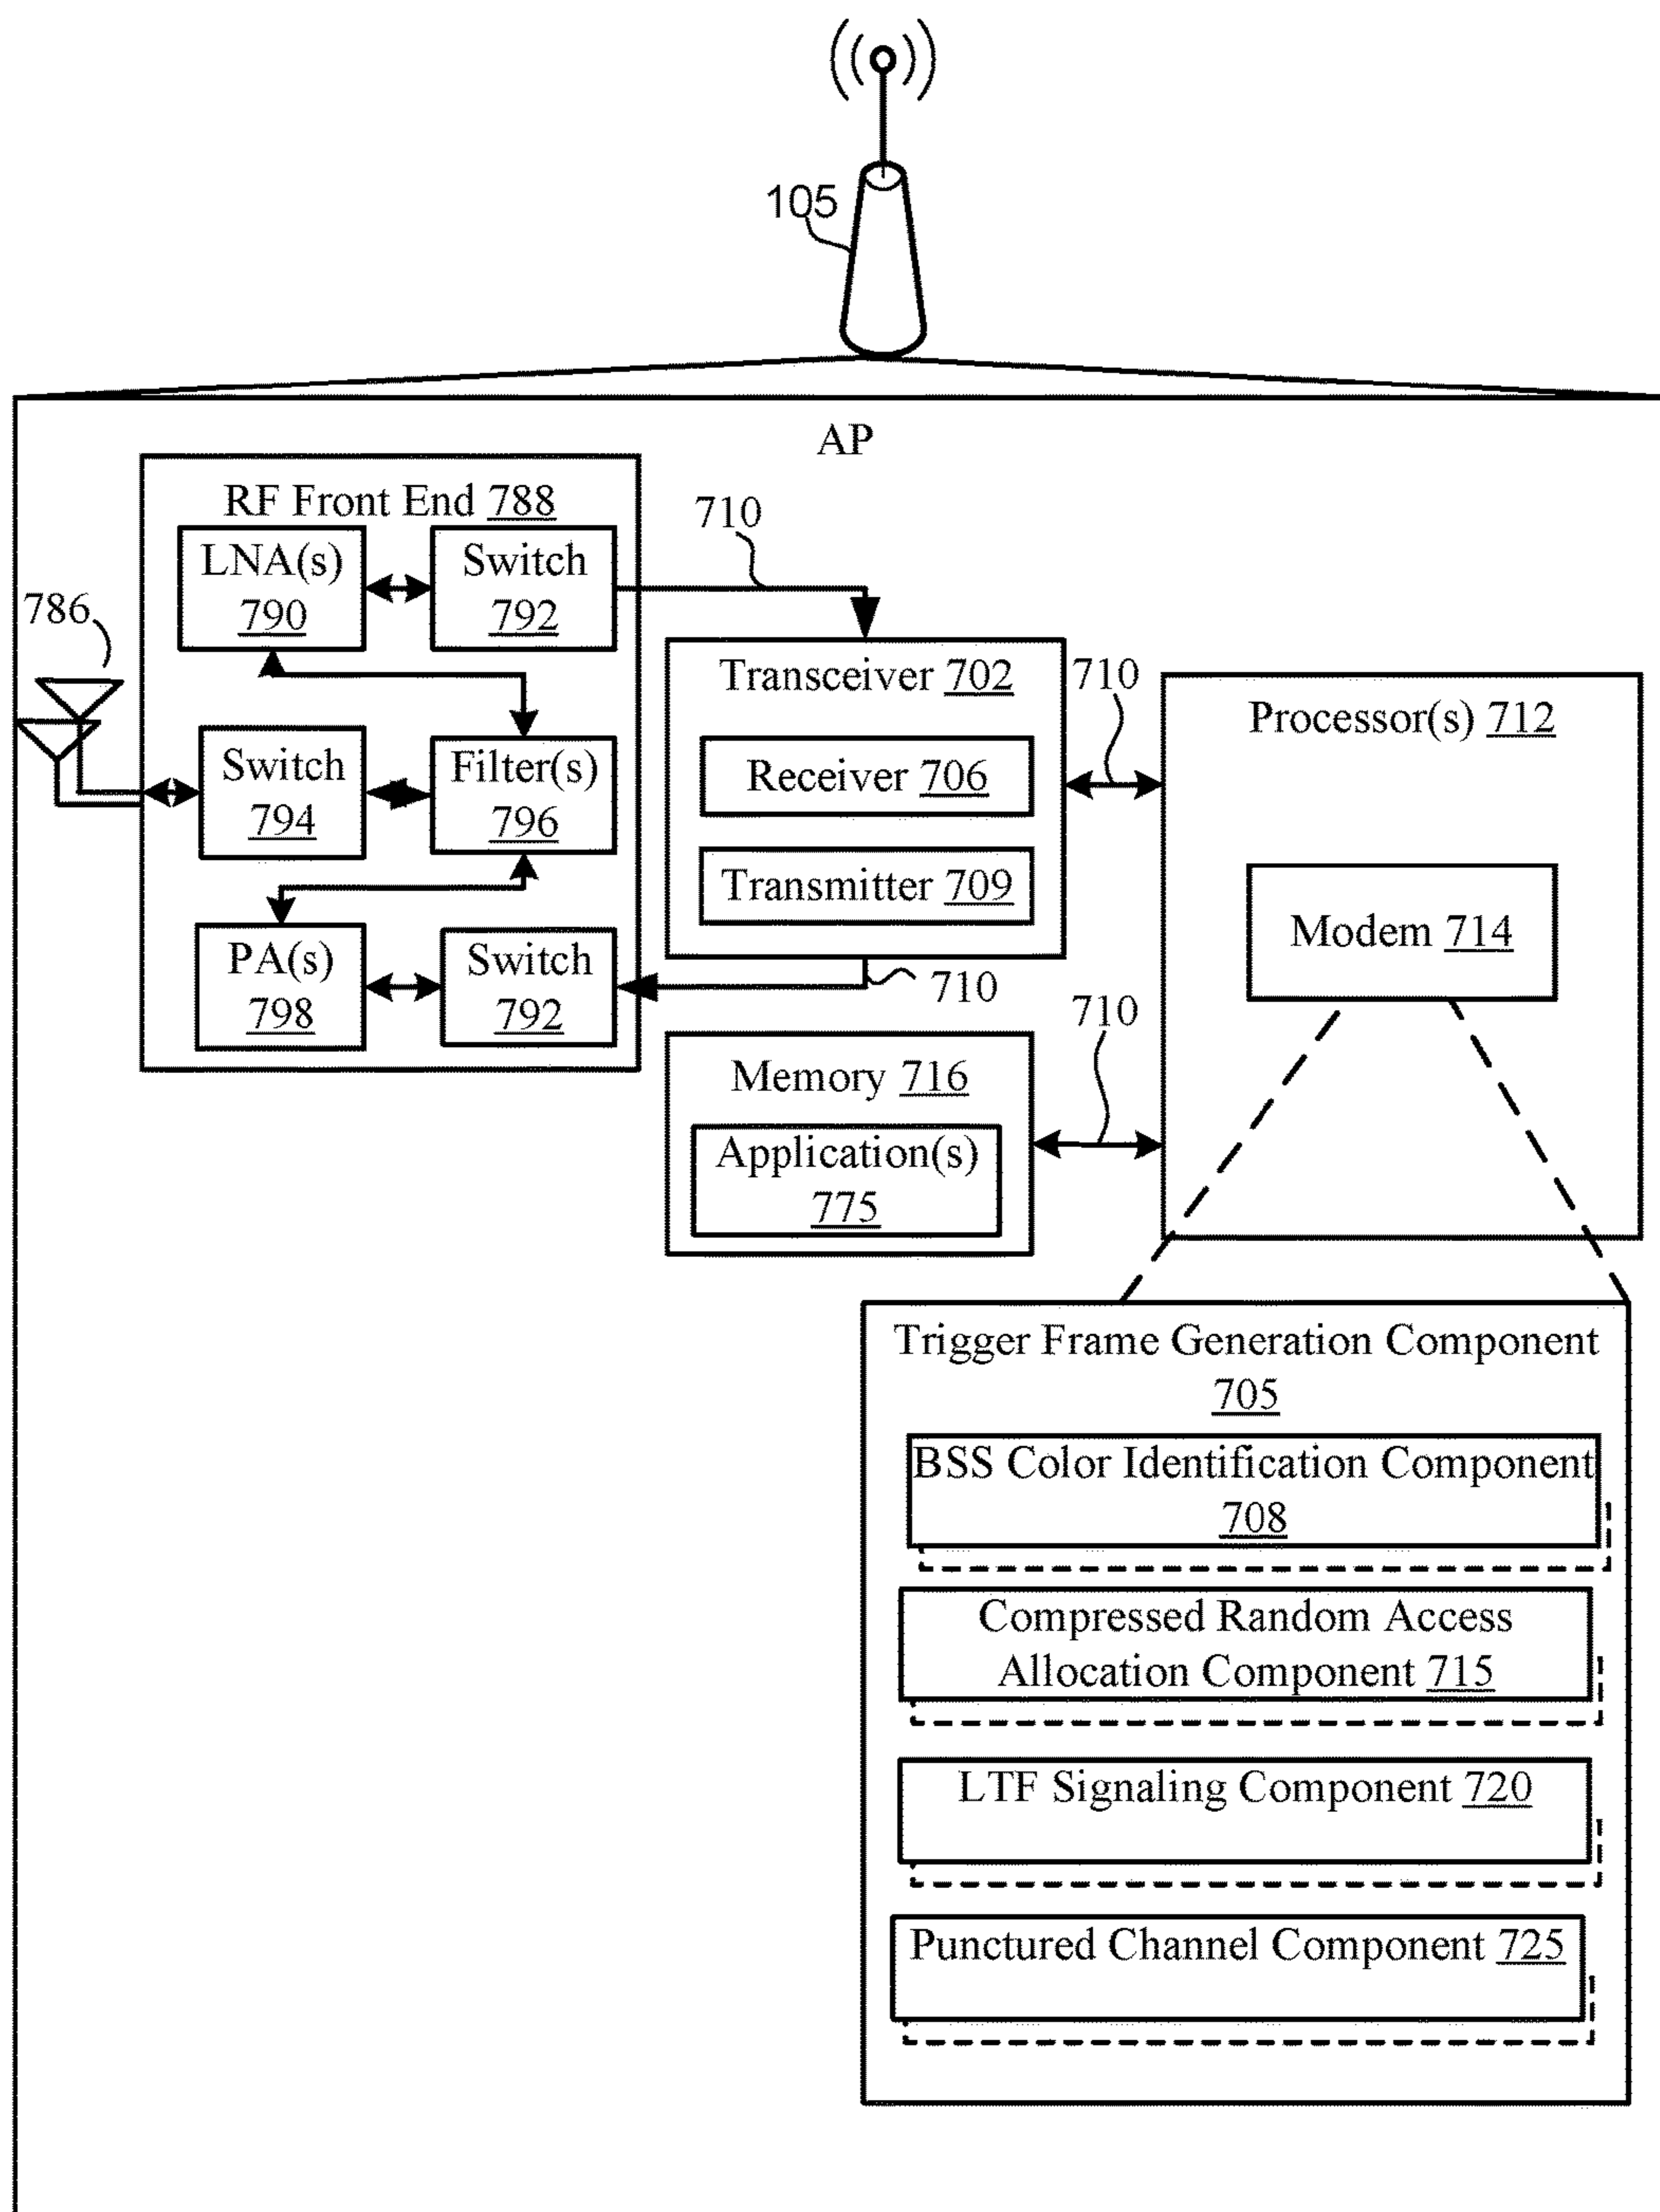 105
AP
RF Front End 788
LNA(s)
790
Switch
792
710
786
Transceiver 702
710
Processor(s) 712
Switch
794
Filter(s)
796
Receiver 706
Transmitter 709
Modem 714
PA(s)
798
Switch
792
710
710
Memory 716
Application(s)
775
Trigger Frame Generation Component
705
BSS Color Identification Component
708
Compressed Random Access
Allocation Component 715
LTF Signaling Component 720
Punctured Channel Component 725